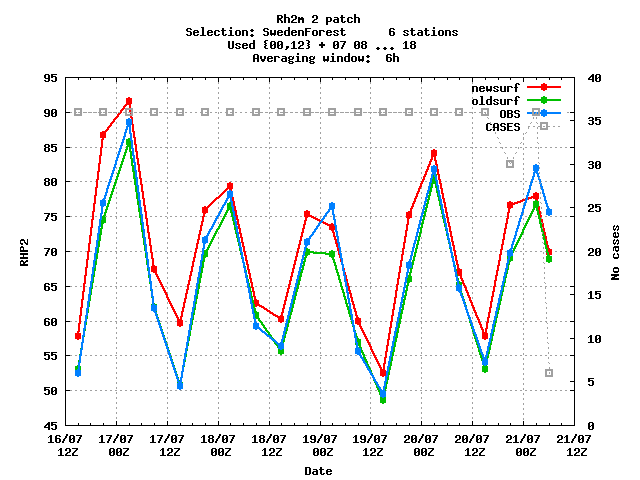 Rh2m 2 patch
Selection: SwedenForest 6 stations
Used {00,12} + 07 08 ... 18
Averaging window: 6h
95
90
85
80
75
70
65
60
55
50
45
RHP2
40
35
30
25
20
15
10
5
0
No cases
newsurf
oldsurf
OBS
CASES
16/07 17/07 17/07 18/07 18/07 19/07 19/07 20/07 20/07 21/07 21/07
12Z 00Z 12Z 00Z 12Z 00Z 12Z 00Z 12Z 00Z 12Z
Date